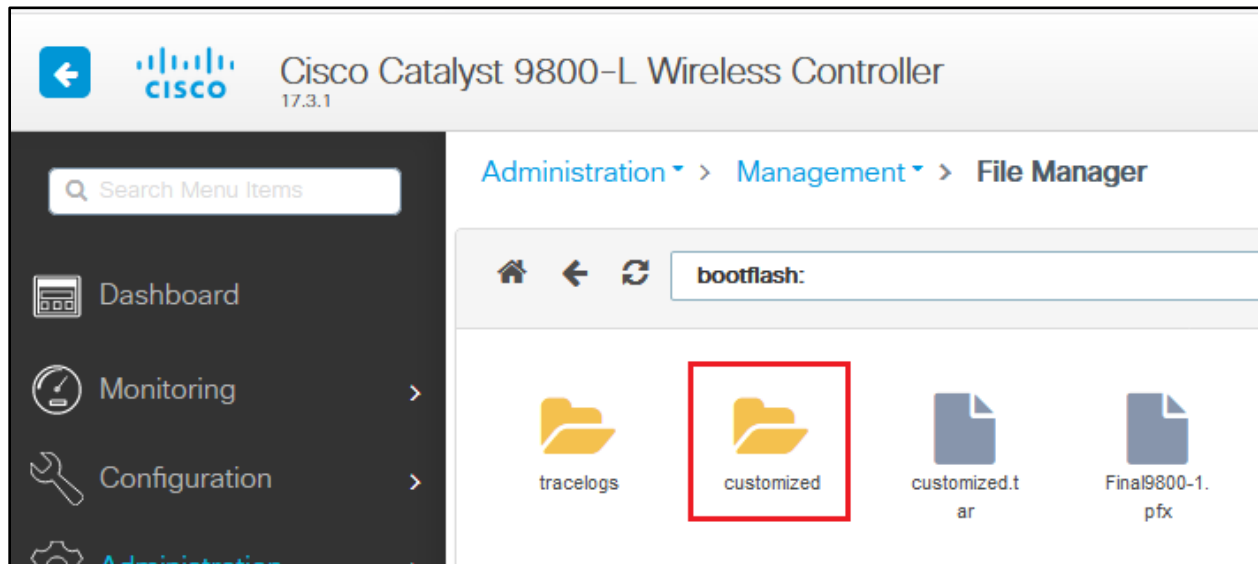 CISCO
Cisco Catalyst 9800-L Wireless Controller
17.3.1
Search Menu Items
Administration > Management > File Manager
bootflash:
Dashboard
Monitoring
Configuration
Administration
tracelogs
customized
customized.t
ar
Final9800-1.
pfx